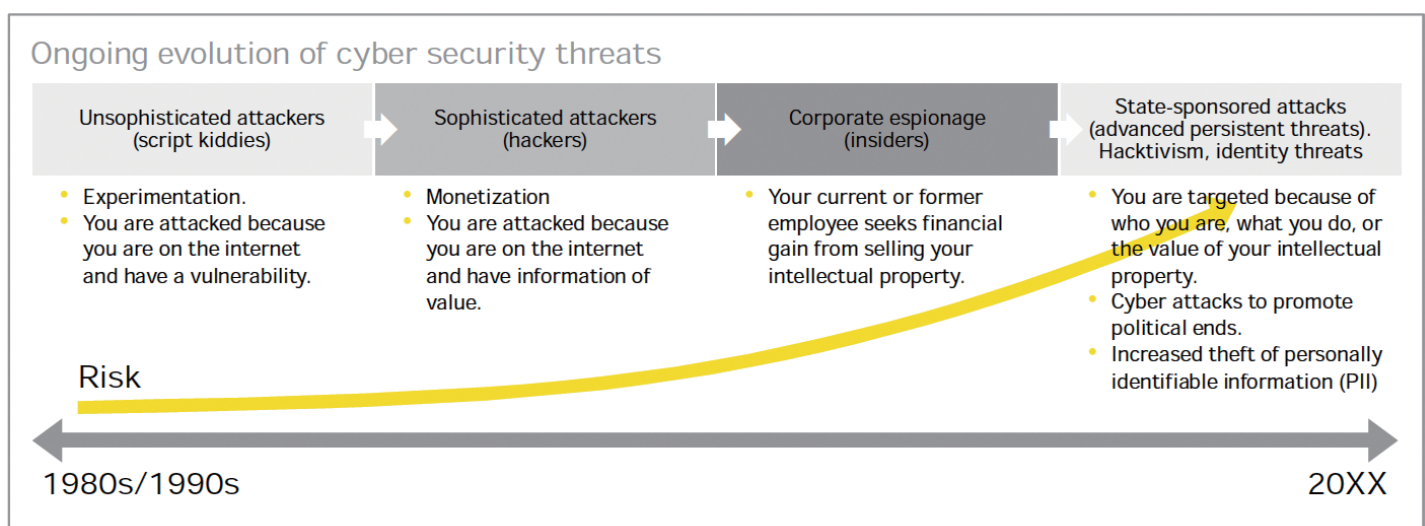 Ongoing evolution of cyber security threats
Unsophisticated attackers
(script kiddies)
Sophisticated attackers
(hackers)
Corporate espionage
(insiders)
State-sponsored attacks
(advanced persistent threats).
Hacktivism, identity threats
• Experimentation.
• You are attacked because
you are on the internet
and have a vulnerability.
• Monetization
• You are attacked because
you are on the internet
and have information of
value.
• Your current or former
employee seeks financial
gain from selling your
intellectual property.
• You are targeted because of
who you are, what you do, or
the value of your intellectual
property.
• Cyber attacks to promote
political ends.
• Increased theft of personally
identifiable information (PII)
Risk
1980s/1990s
20XX